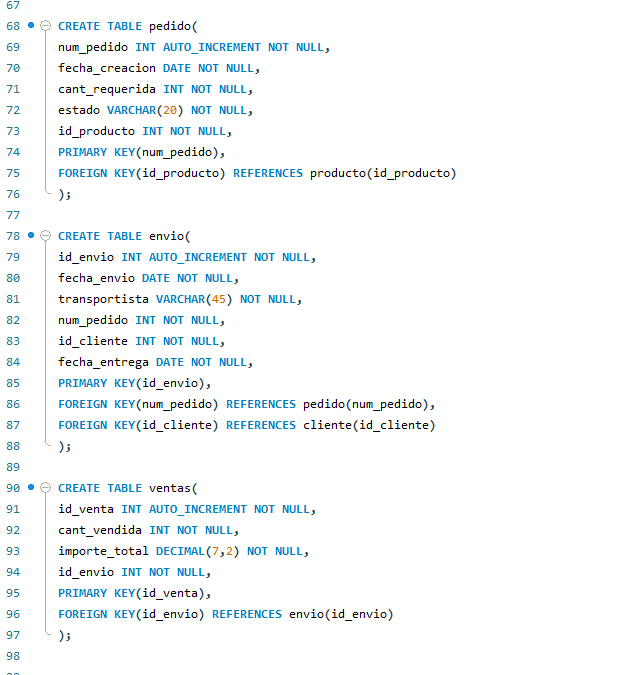 67
68 CREATE TABLE pedido(
69 num_pedido INT AUTO_INCREMENT NOT NULL,
70 fecha_creacion DATE NOT NULL,
71 cant_requerida INT NOT NULL,
72 estado VARCHAR(20) NOT NULL,
73 id_producto INT NOT NULL,
74 PRIMARY KEY(num_pedido),
75 FOREIGN KEY(id_producto) REFERENCES producto(id_producto)
76 );
77
78 CREATE TABLE envio(
79 id_envio INT AUTO_INCREMENT NOT NULL,
80 fecha_envio DATE NOT NULL,
81 transportista VARCHAR(45) NOT NULL,
82 num_pedido INT NOT NULL,
83 id_cliente INT NOT NULL,
84 fecha_entrega DATE NOT NULL,
85 PRIMARY KEY(id_envio),
86 FOREIGN KEY(num_pedido) REFERENCES pedido(num_pedido),
87 FOREIGN KEY(id_cliente) REFERENCES cliente(id_cliente)
88 );
89
90 CREATE TABLE ventas(
91 id_venta INT AUTO_INCREMENT NOT NULL,
92 cant_vendida INT NOT NULL,
93 importe_total DECIMAL(7,2) NOT NULL,
94 id_envio INT NOT NULL,
95 PRIMARY KEY(id_venta),
96 FOREIGN KEY(id_envio) REFERENCES envio(id_envio)
97 );
98